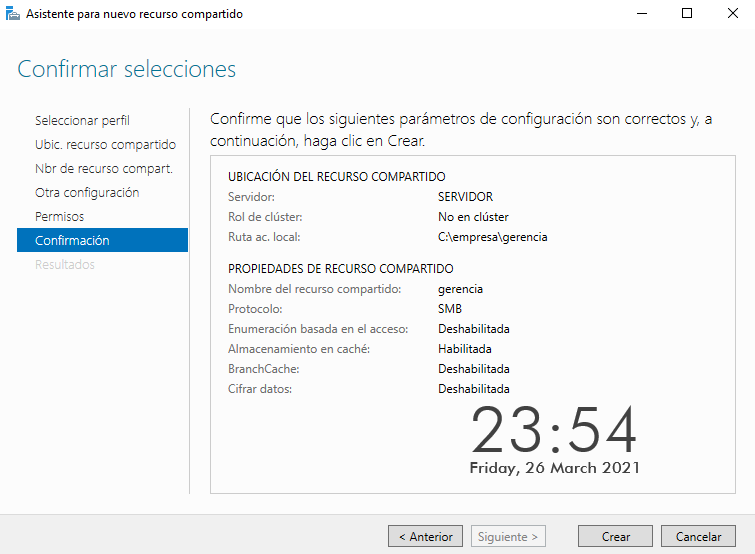 Asistente para nuevo recurso compartido
Confirmar selecciones
Seleccionar perfil
Ubic. recurso compartido
Nbr de recurso compart.
Otra configuración
Permisos
Confirmación
Resultados
Confirme que los siguientes parámetros de configuración son correctos y, a
continuación, haga clic en Crear.
UBICACIÓN DEL RECURSO COMPARTIDO
Servidor: SERVIDOR
Rol de clúster: No en clúster
Ruta ac. local: C:\empresa\gerencia
PROPIEDADES DE RECURSO COMPARTIDO
Nombre del recurso compartido: gerencia
Protocolo: SMB
Enumeración basada en el acceso: Deshabilitada
Almacenamiento en caché: Habilitada
BranchCache: Deshabilitada
Cifrar datos: Deshabilitada
23:54
Friday, 26 March 2021
< Anterior
Siguiente >
Crear
Cancelar